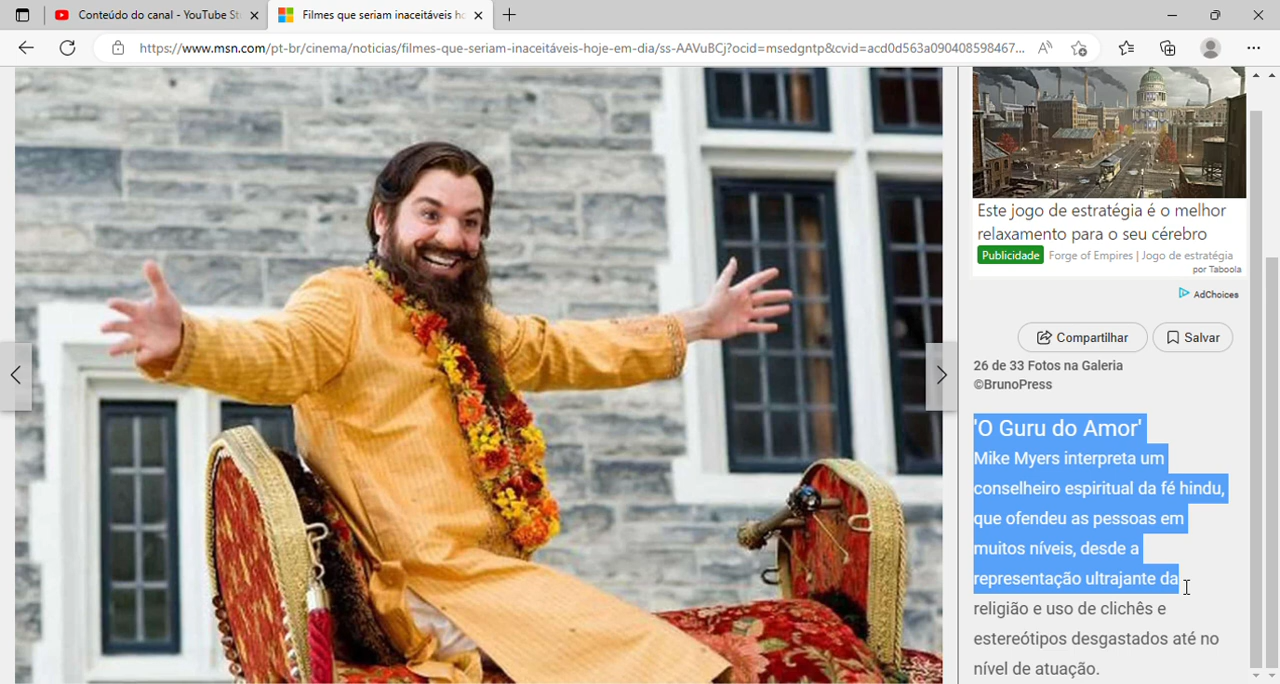 Conteúdo do canal - YouTube St
Filmes que seriam inaceitáveis h
https://www.msn.com/pt-br/cinema/noticias/filmes-que-seriam-inaceitáveis-hoje-em-dia/ss-AAVuBCj?ocid=msedgntp&cvid=acd0d563a090408598467...
Este jogo de estratégia é o melhor
relaxamento para o seu cérebro
Publicidade Forge of Empires | Jogo de estratégia
por Taboola
AdChoices
Compartilhar Salvar
26 de 33 Fotos na Galeria
©BrunoPress
'O Guru do Amor'
Mike Myers interpreta um
conselheiro espiritual da fé hindu,
que ofendeu as pessoas em
muitos níveis, desde a
representação ultrajante da
religião e uso de clichês e
estereótipos desgastados até no
nível de atuação.